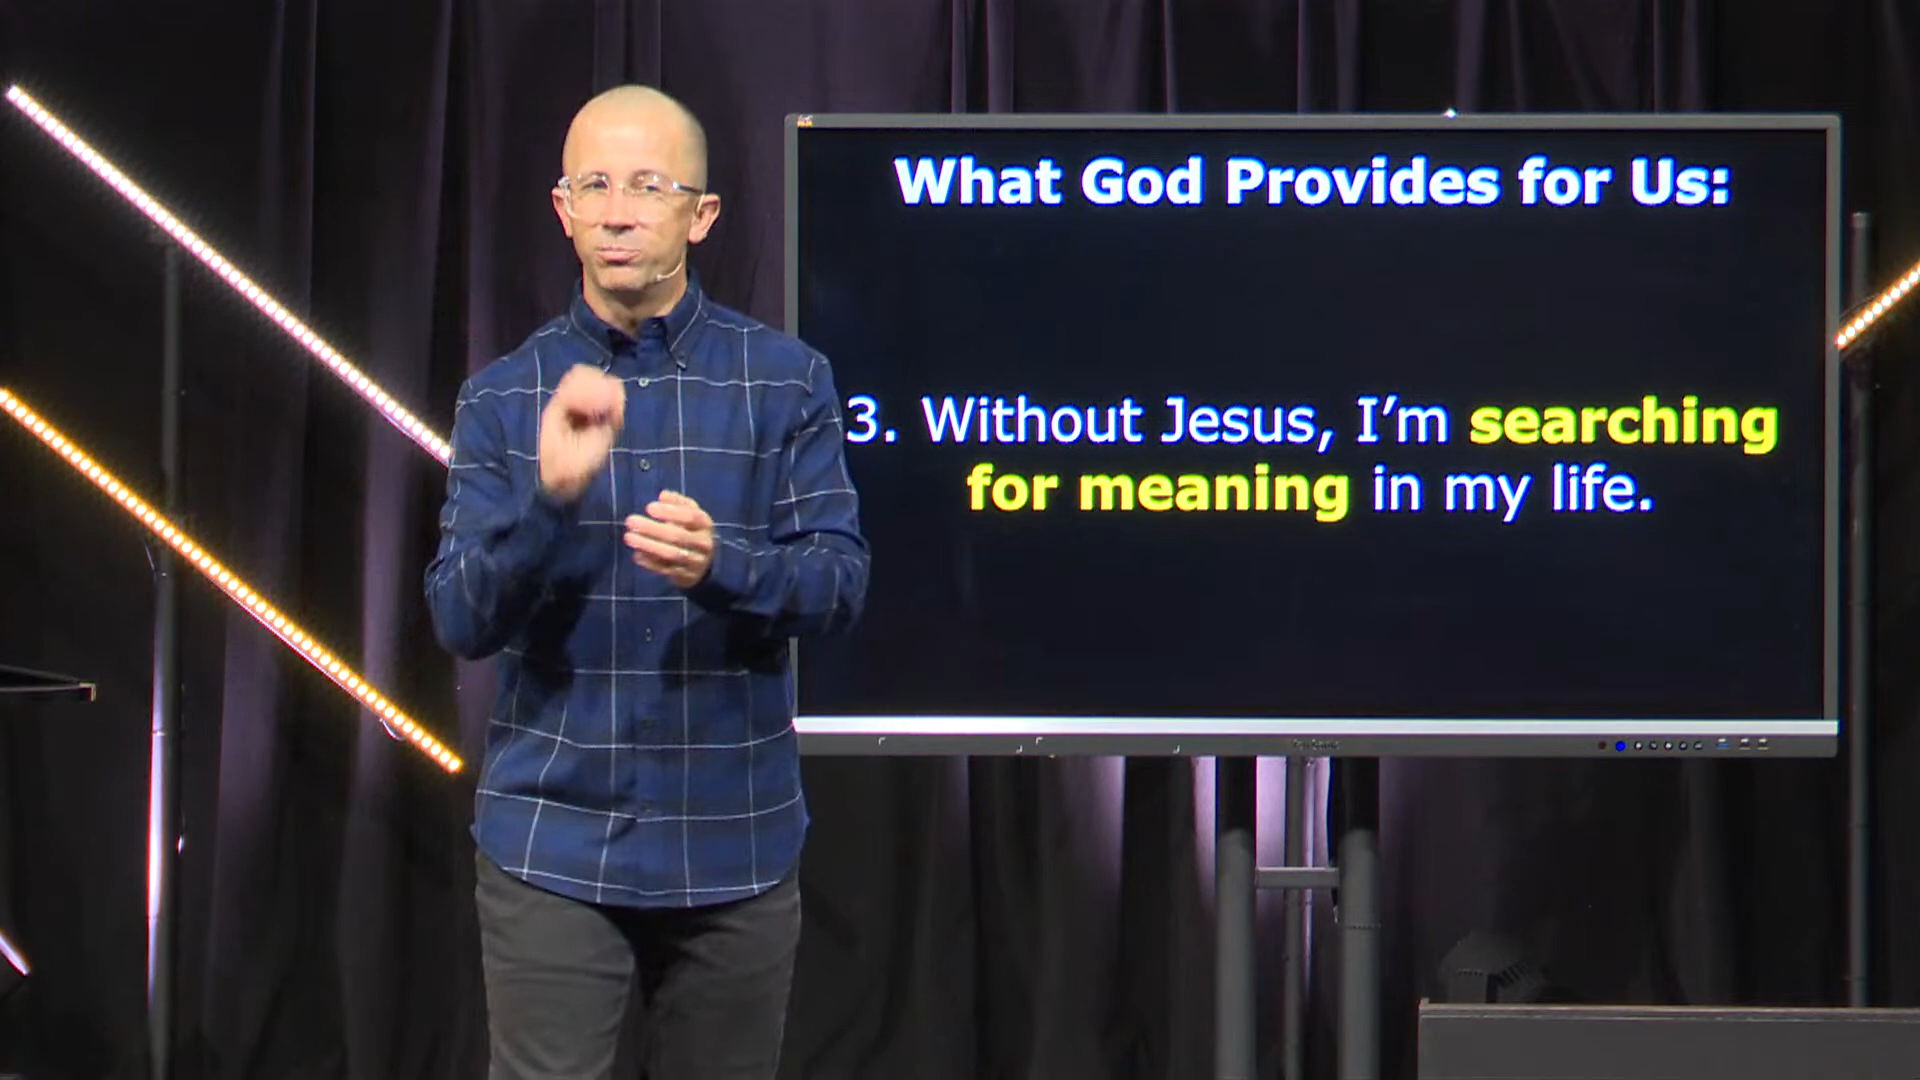 What God Provides for Us:
3. Without Jesus, I’m searching
for meaning in my life.